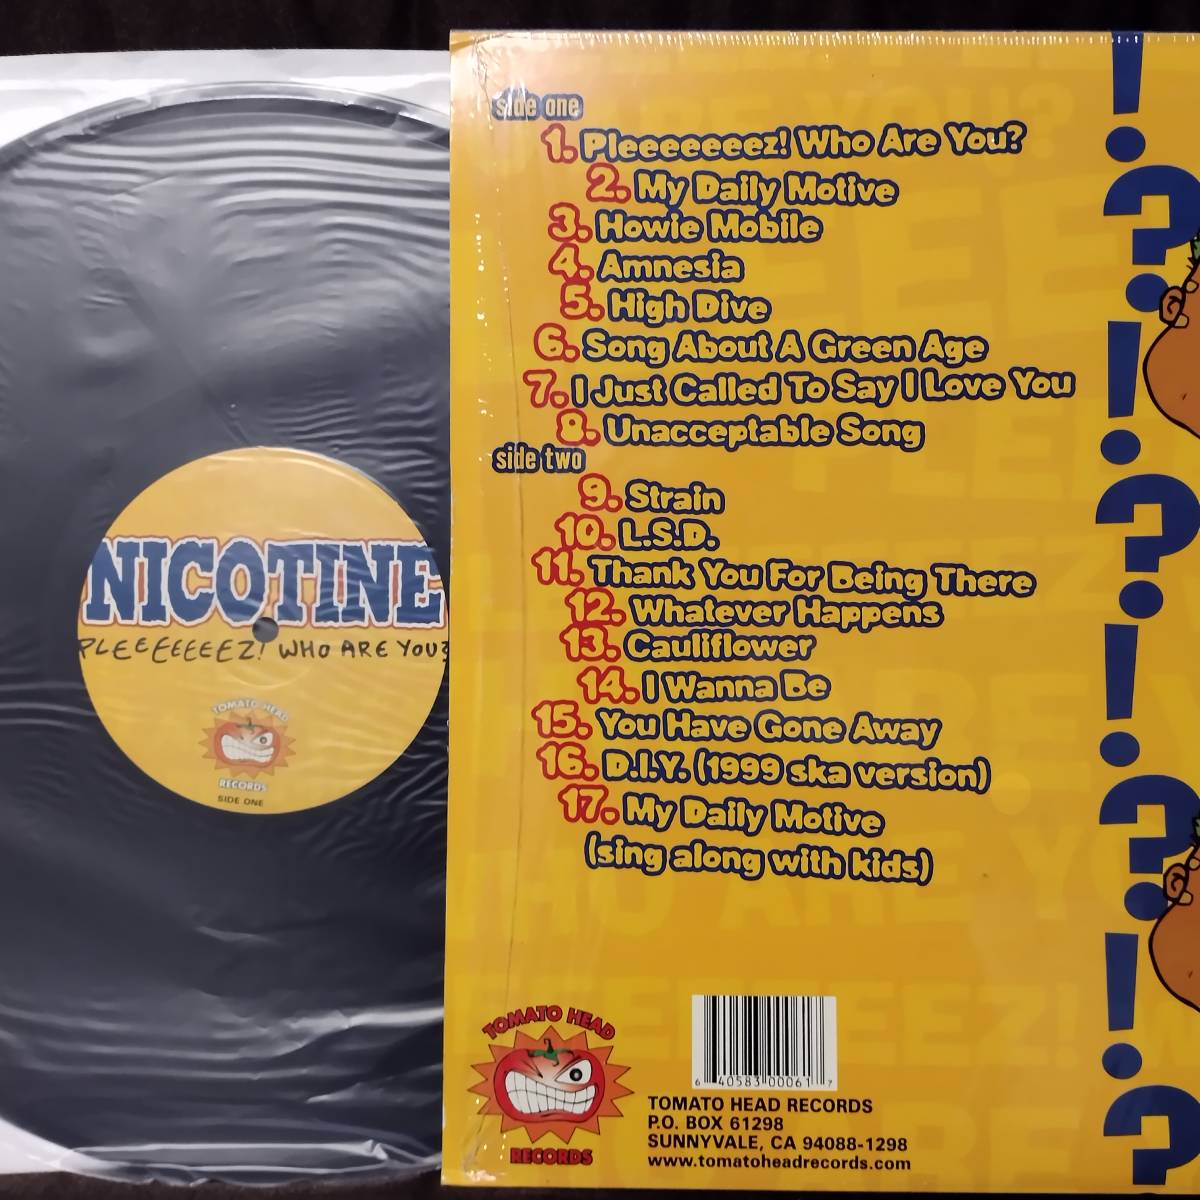 NICOTINE
PLEEEEEEEZ! WHO ARE YOU?
TOMATO HEAD
RECORDS
SIDE ONE
side one
1. Pleeeeeeez! Who Are You?
2. My Daily Motive
3. Howie Mobile
4. Amnesia
5. High Dive
6. Song About A Green Age
7. I Just Called To Say I Love You
8. Unacceptable Song
side two
9. Strain
10. L.S.D.
11. Thank You For Being There
12. Whatever Happens
13. Cauliflower
14. I Wanna Be
15. You Have Gone Away
16. D.I.Y. (1999 ska version)
17. My Daily Motive
(sing along with kids)
! ? ! ? ! ? ! ?
TOMATO HEAD
RECORDS
6 40583 00061 7
TOMATO HEAD RECORDS
P.O. BOX 61298
SUNNYVALE, CA 94088-1298
www.tomatoheadrecords.com